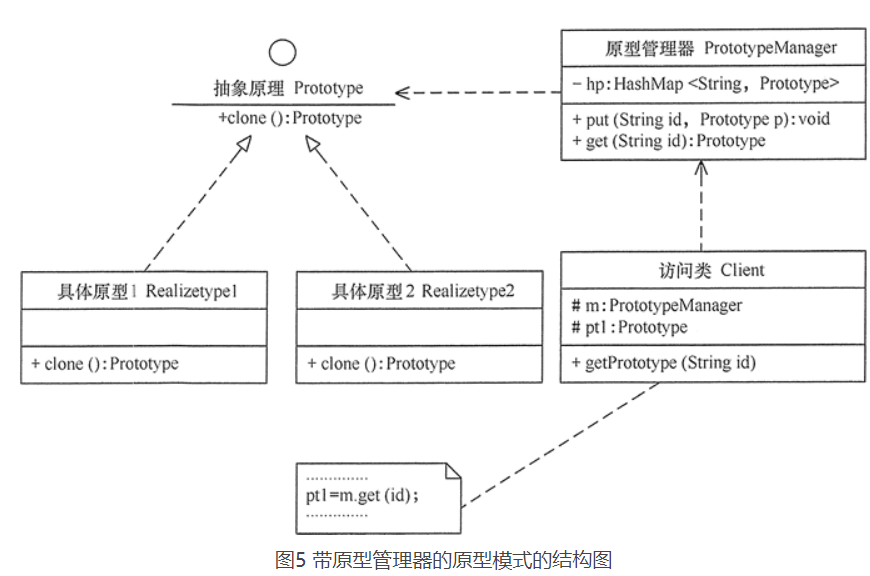 抽象原理 Prototype
+clone ():Prototype
原型管理器 PrototypeManager
- hp:HashMap <String, Prototype>
+ put (String id, Prototype p):void
+ get (String id):Prototype
具体原型1 Realizetype1
+ clone ():Prototype
具体原型2 Realizetype2
+ clone ():Prototype
访问类 Client
# m:PrototypeManager
# pt1:Prototype
+ getPrototype (String id)
..............
pt1=m.get (id);
..............
图5 带原型管理器的原型模式的结构图